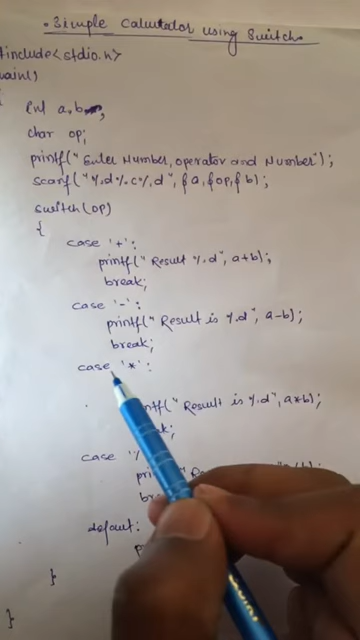 . Simple Calculator using Switch.
#include<stdio.h>
main()
{
int a,b
char op;
printf("Enter Number, operator and Number");
scanf("%d%c%d", &a,&op,&b);
switch(op)
{
case '+':
printf("Result %d", a+b);
break;
case '-':
printf("Result is %d", a-b);
break;
case '*':
printf("Result is %d", a*b);
case '/
default:
}
}